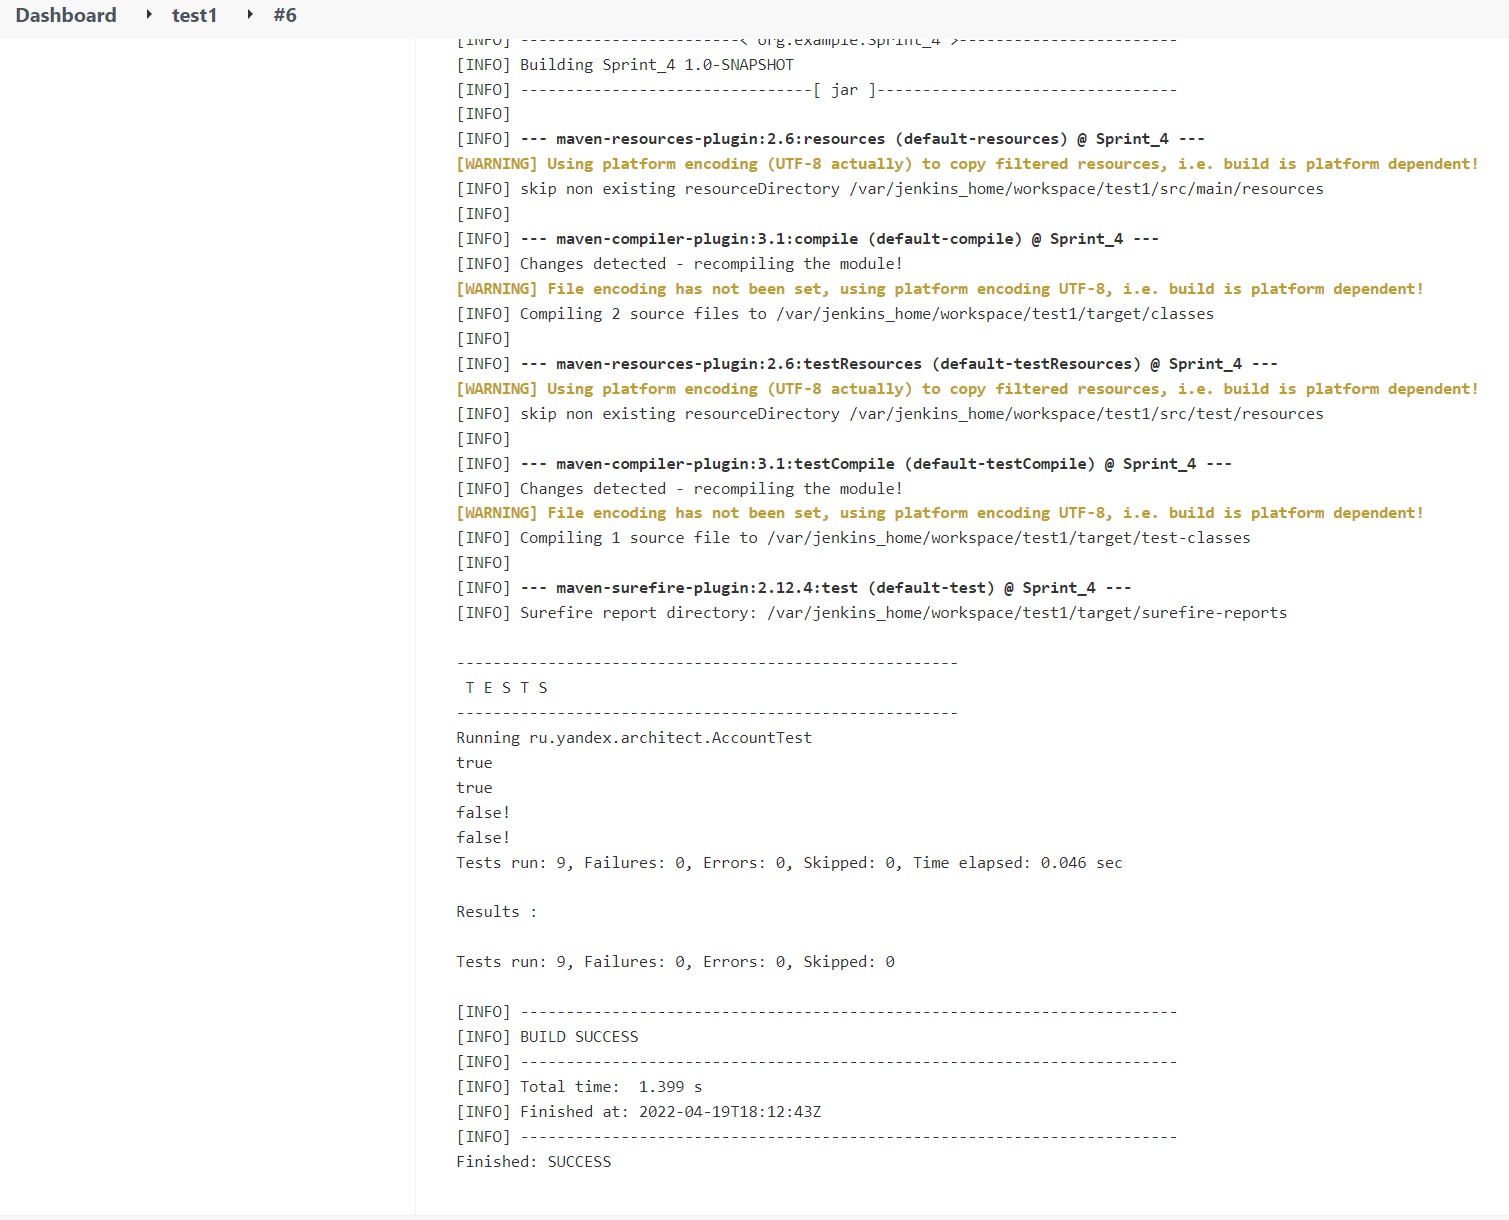 Dashboard test1 #6
[INFO] ------------------------< org.example:Sprint_4 >------------------------
[INFO] Building Sprint_4 1.0-SNAPSHOT
[INFO] --------------------------------[ jar ]---------------------------------
[INFO]
[INFO] --- maven-resources-plugin:2.6:resources (default-resources) @ Sprint_4 ---
[WARNING] Using platform encoding (UTF-8 actually) to copy filtered resources, i.e. build is platform dependent!
[INFO] skip non existing resourceDirectory /var/jenkins_home/workspace/test1/src/main/resources
[INFO]
[INFO] --- maven-compiler-plugin:3.1:compile (default-compile) @ Sprint_4 ---
[INFO] Changes detected - recompiling the module!
[WARNING] File encoding has not been set, using platform encoding UTF-8, i.e. build is platform dependent!
[INFO] Compiling 2 source files to /var/jenkins_home/workspace/test1/target/classes
[INFO]
[INFO] --- maven-resources-plugin:2.6:testResources (default-testResources) @ Sprint_4 ---
[WARNING] Using platform encoding (UTF-8 actually) to copy filtered resources, i.e. build is platform dependent!
[INFO] skip non existing resourceDirectory /var/jenkins_home/workspace/test1/src/test/resources
[INFO]
[INFO] --- maven-compiler-plugin:3.1:testCompile (default-testCompile) @ Sprint_4 ---
[INFO] Changes detected - recompiling the module!
[WARNING] File encoding has not been set, using platform encoding UTF-8, i.e. build is platform dependent!
[INFO] Compiling 1 source file to /var/jenkins_home/workspace/test1/target/test-classes
[INFO]
[INFO] --- maven-surefire-plugin:2.12.4:test (default-test) @ Sprint_4 ---
[INFO] Surefire report directory: /var/jenkins_home/workspace/test1/target/surefire-reports
-------------------------------------------------------
T E S T S
-------------------------------------------------------
Running ru.yandex.architect.AccountTest
true
true
false!
false!
Tests run: 9, Failures: 0, Errors: 0, Skipped: 0, Time elapsed: 0.046 sec
Results :
Tests run: 9, Failures: 0, Errors: 0, Skipped: 0
[INFO] ------------------------------------------------------------------------
[INFO] BUILD SUCCESS
[INFO] ------------------------------------------------------------------------
[INFO] Total time:  1.399 s
[INFO] Finished at: 2022-04-19T18:12:43Z
[INFO] ------------------------------------------------------------------------
Finished: SUCCESS